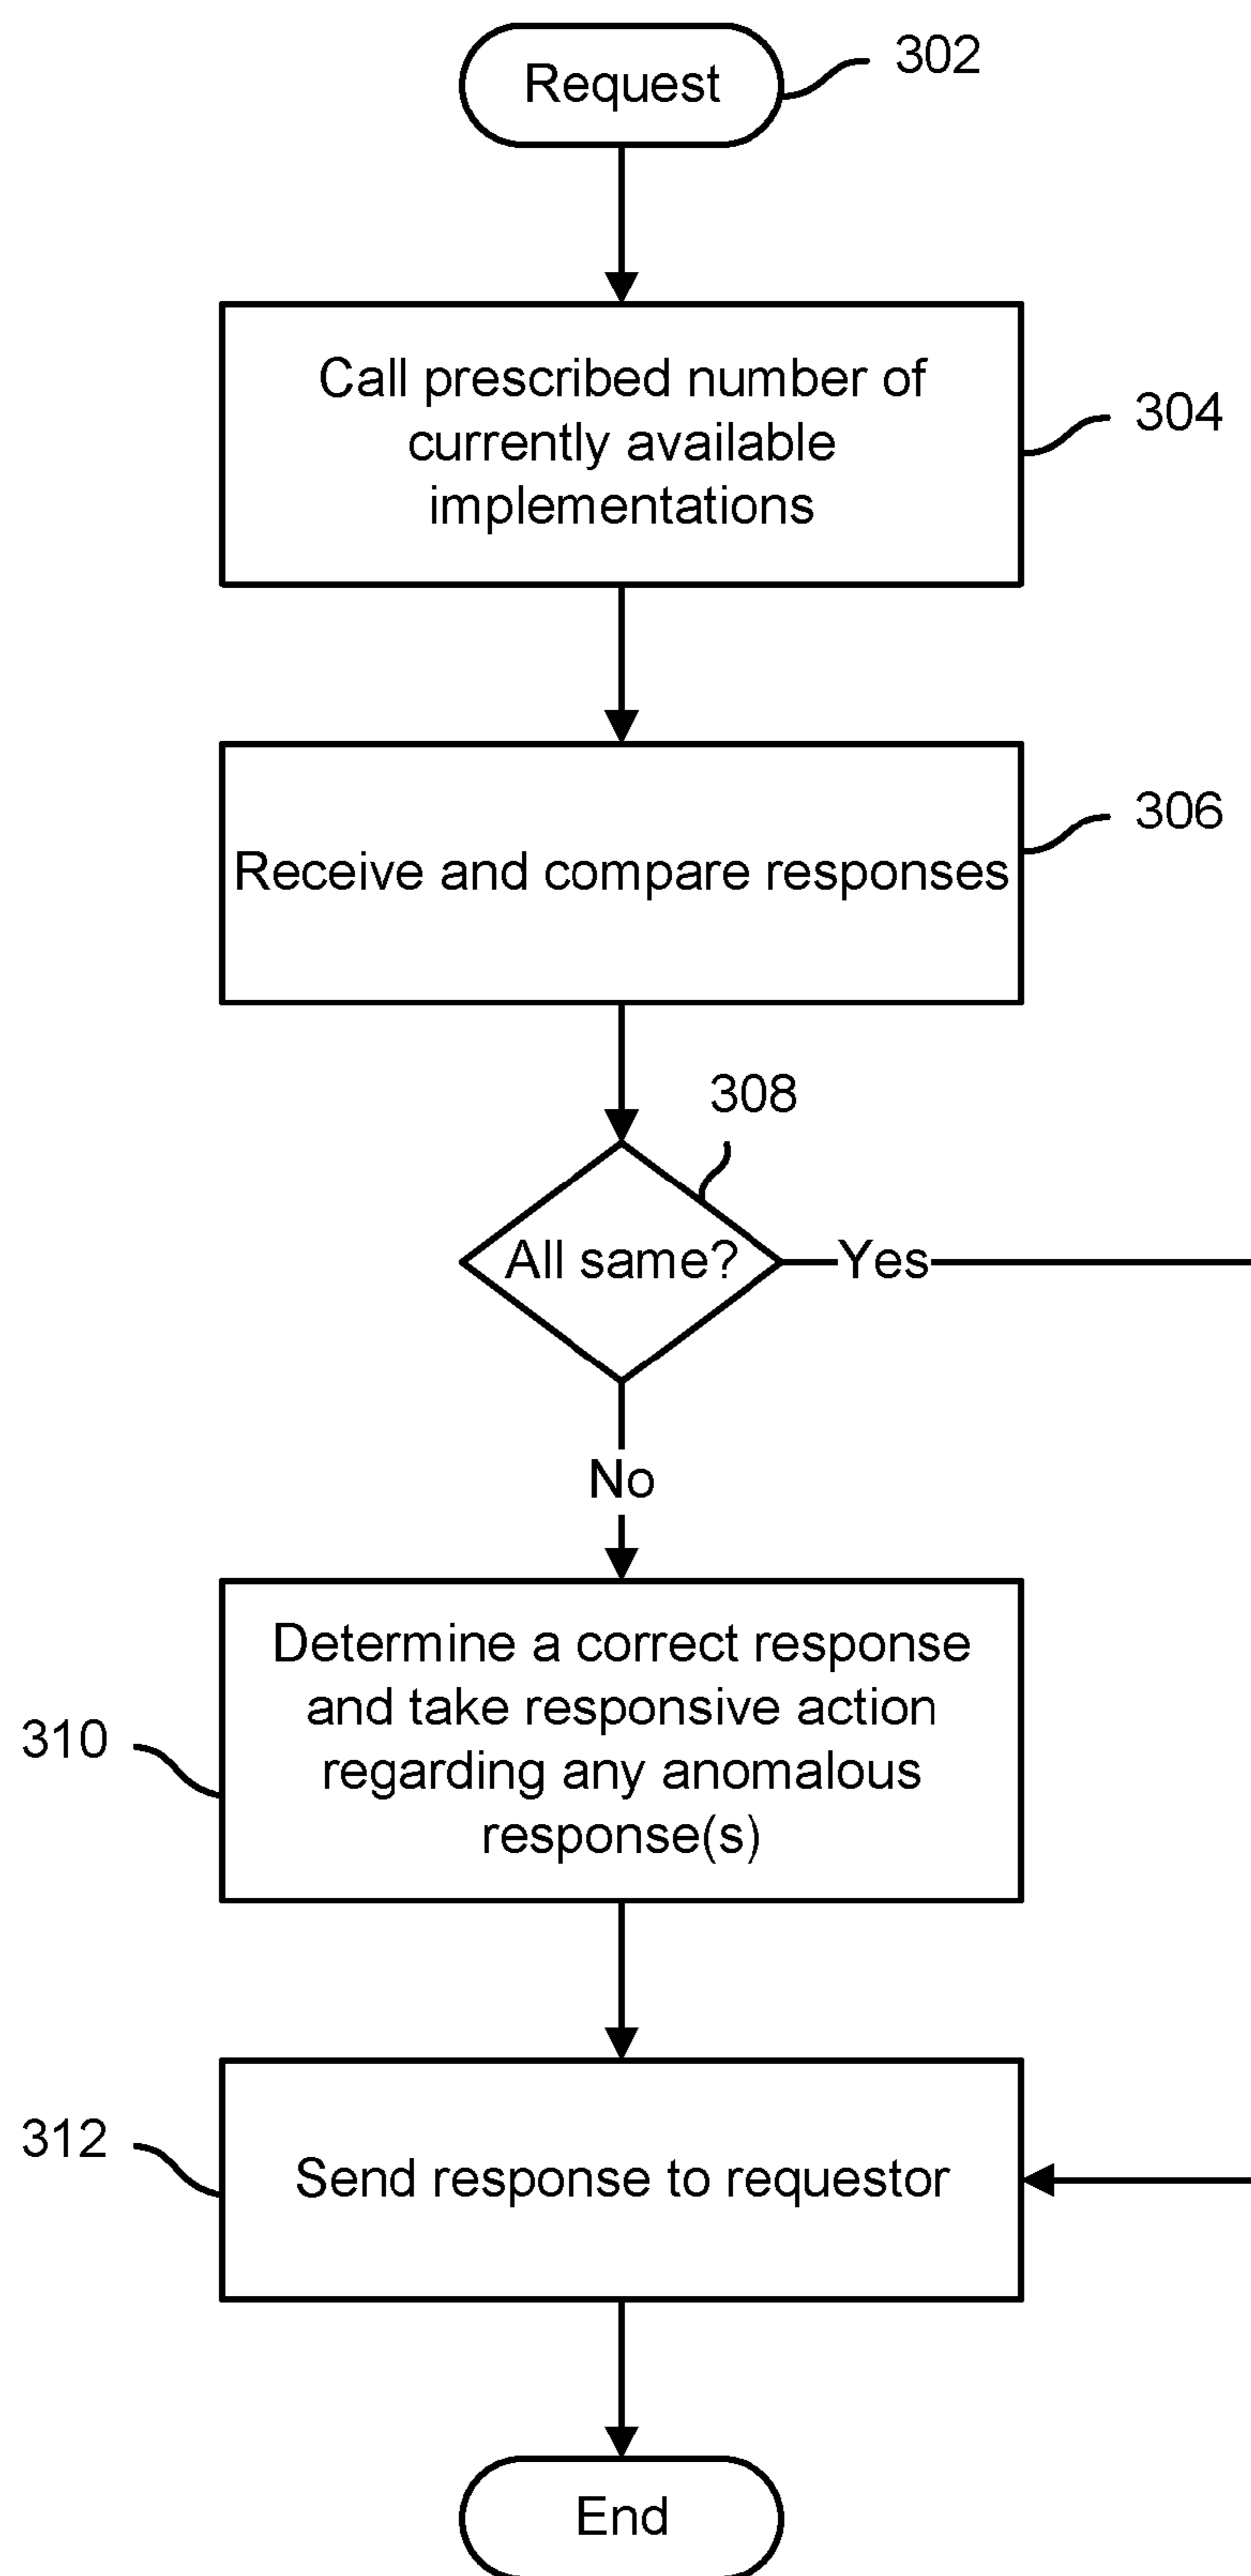 Request
302
Call prescribed number of
currently available
implementations
304
Receive and compare responses
306
308
All same?
Yes
No
Determine a correct response
and take responsive action
regarding any anomalous
response(s)
310
Send response to requestor
312
End